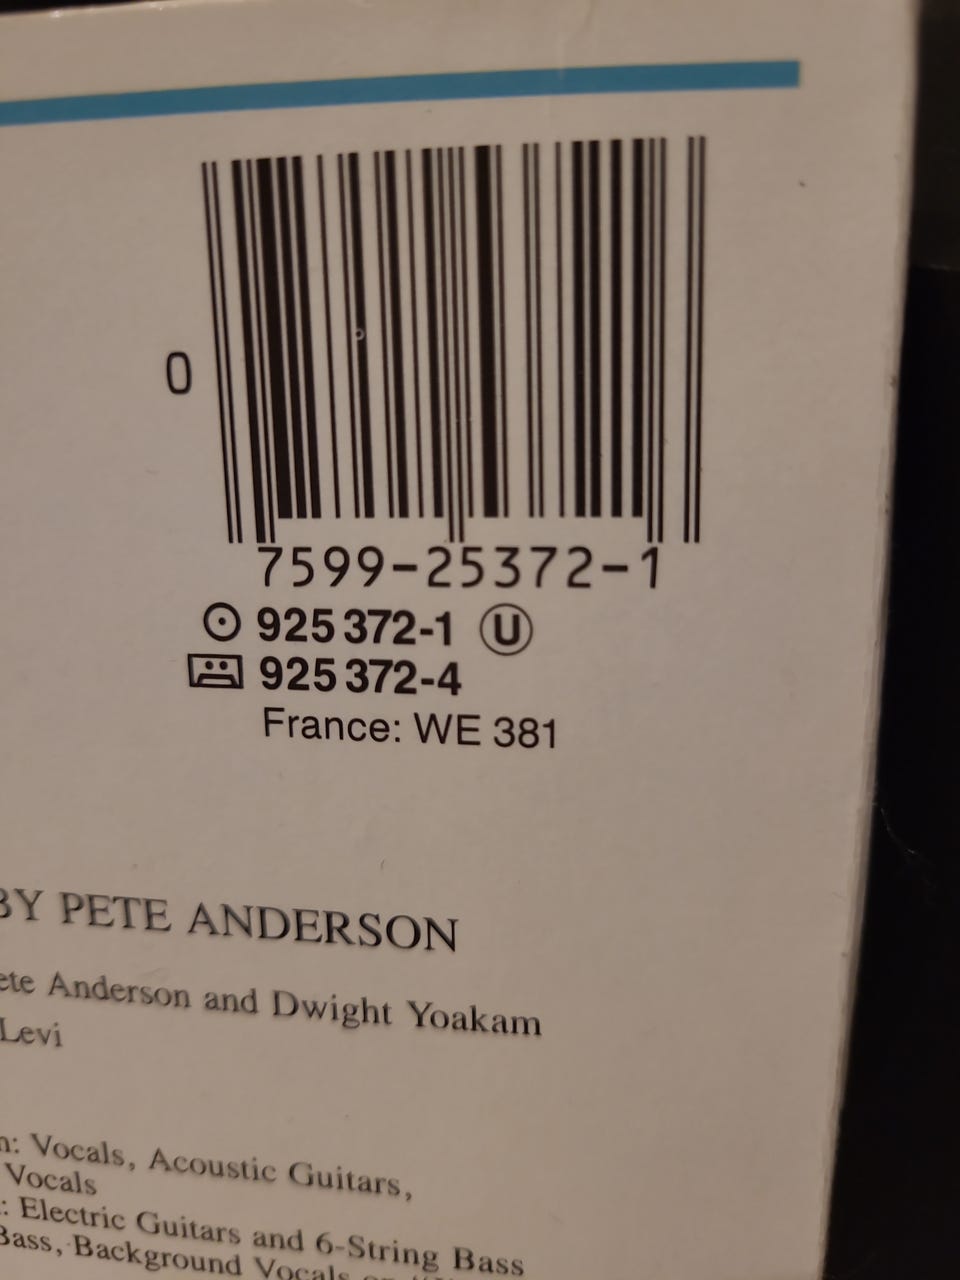 0
7599-25372-1
925 372-1 U
925 372-4
France: WE 381
BY PETE ANDERSON
Anderson and Dwight Yoakam
Levi
Vocals, Acoustic Guitars,
Vocals
: Electric Guitars and 6-String Bass
Bass, Background Vocals